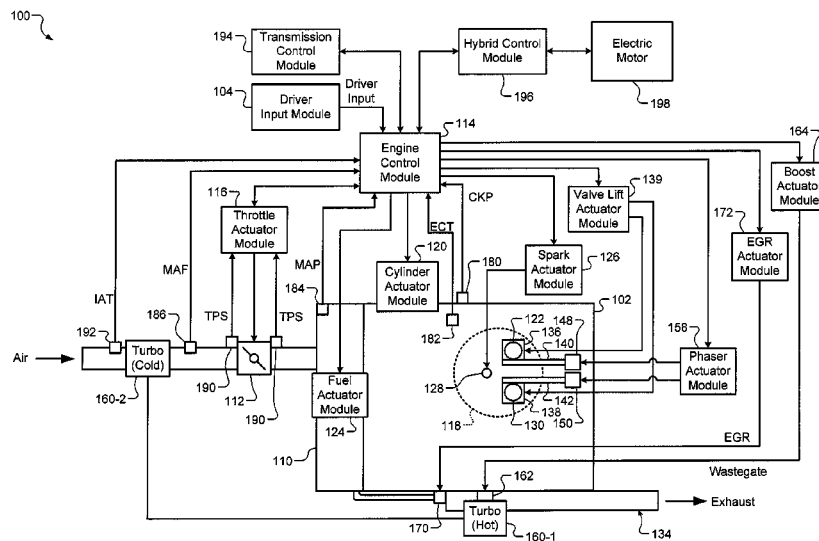 100
194
Transmission
Control
Module
Hybrid Control
Module
196
Electric
Motor
198
104
Driver
Input Module
Driver
Input
114
Engine
Control
Module
164
Boost
Actuator
Module
116
Throttle
Actuator
Module
CKP
Valve Lift
Actuator
Module
139
172
EGR
Actuator
Module
ECT
120
Cylinder
Actuator
Module
180
Spark
Actuator
Module
126
MAP
MAF
IAT
184
102
182
TPS
TPS
192
186
122
136
148
140
158
Phaser
Actuator
Module
Air
Turbo
(Cold)
160-2
190
112
190
Fuel
Actuator
Module
124
128
118
142
138
130
150
110
EGR
Wastegate
162
170
Turbo
(Hot)
160-1
134
Exhaust